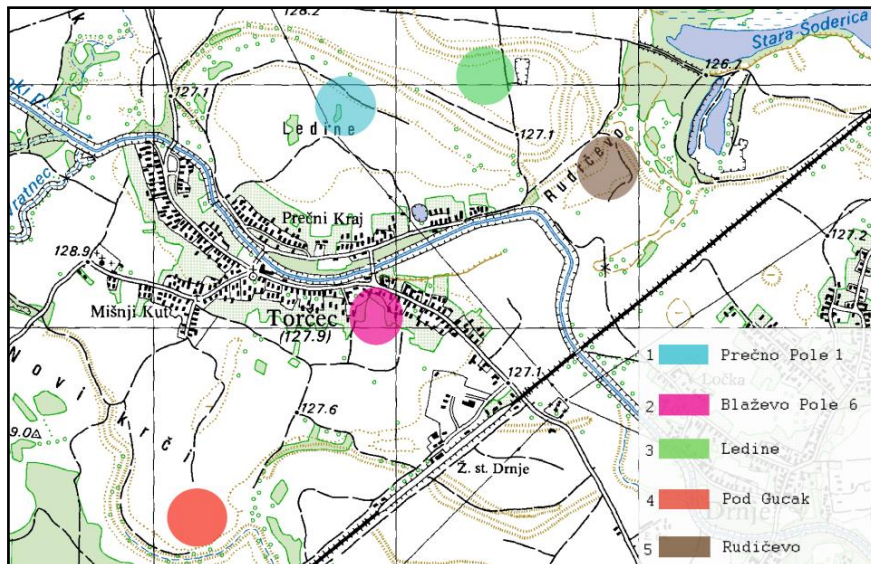 128.2
Stara Šoderica
126.2
127.1
Ledine
127.1
Rudičevo
Vratnec
Prečni Kraj
127.2
128.9
Mišnji Kut
Torčec
(127.9)
127.1
Novi krči
127.6
Ž. st. Drnje
Ločka
Drnje
1 Prečno Pole 1
2 Blaževo Pole 6
3 Ledine
4 Pod Gucak
5 Rudičevo